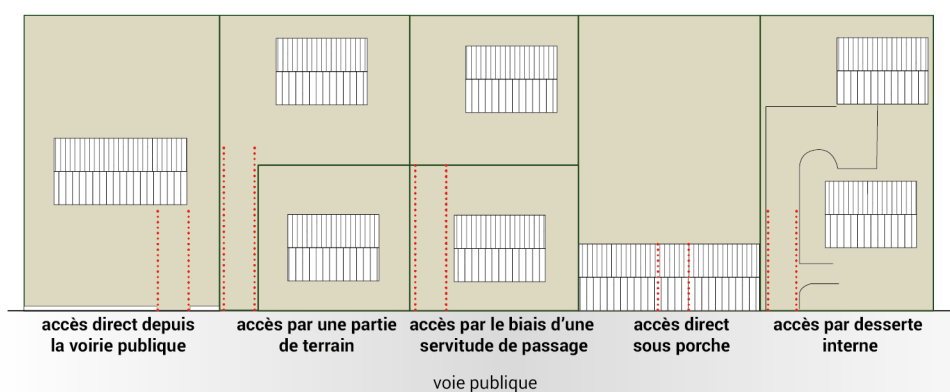 accès direct depuis
la voirie publique
accès par une partie
de terrain
accès par le biais d’une
servitude de passage
accès direct
sous porche
accès par desserte
interne
voie publique